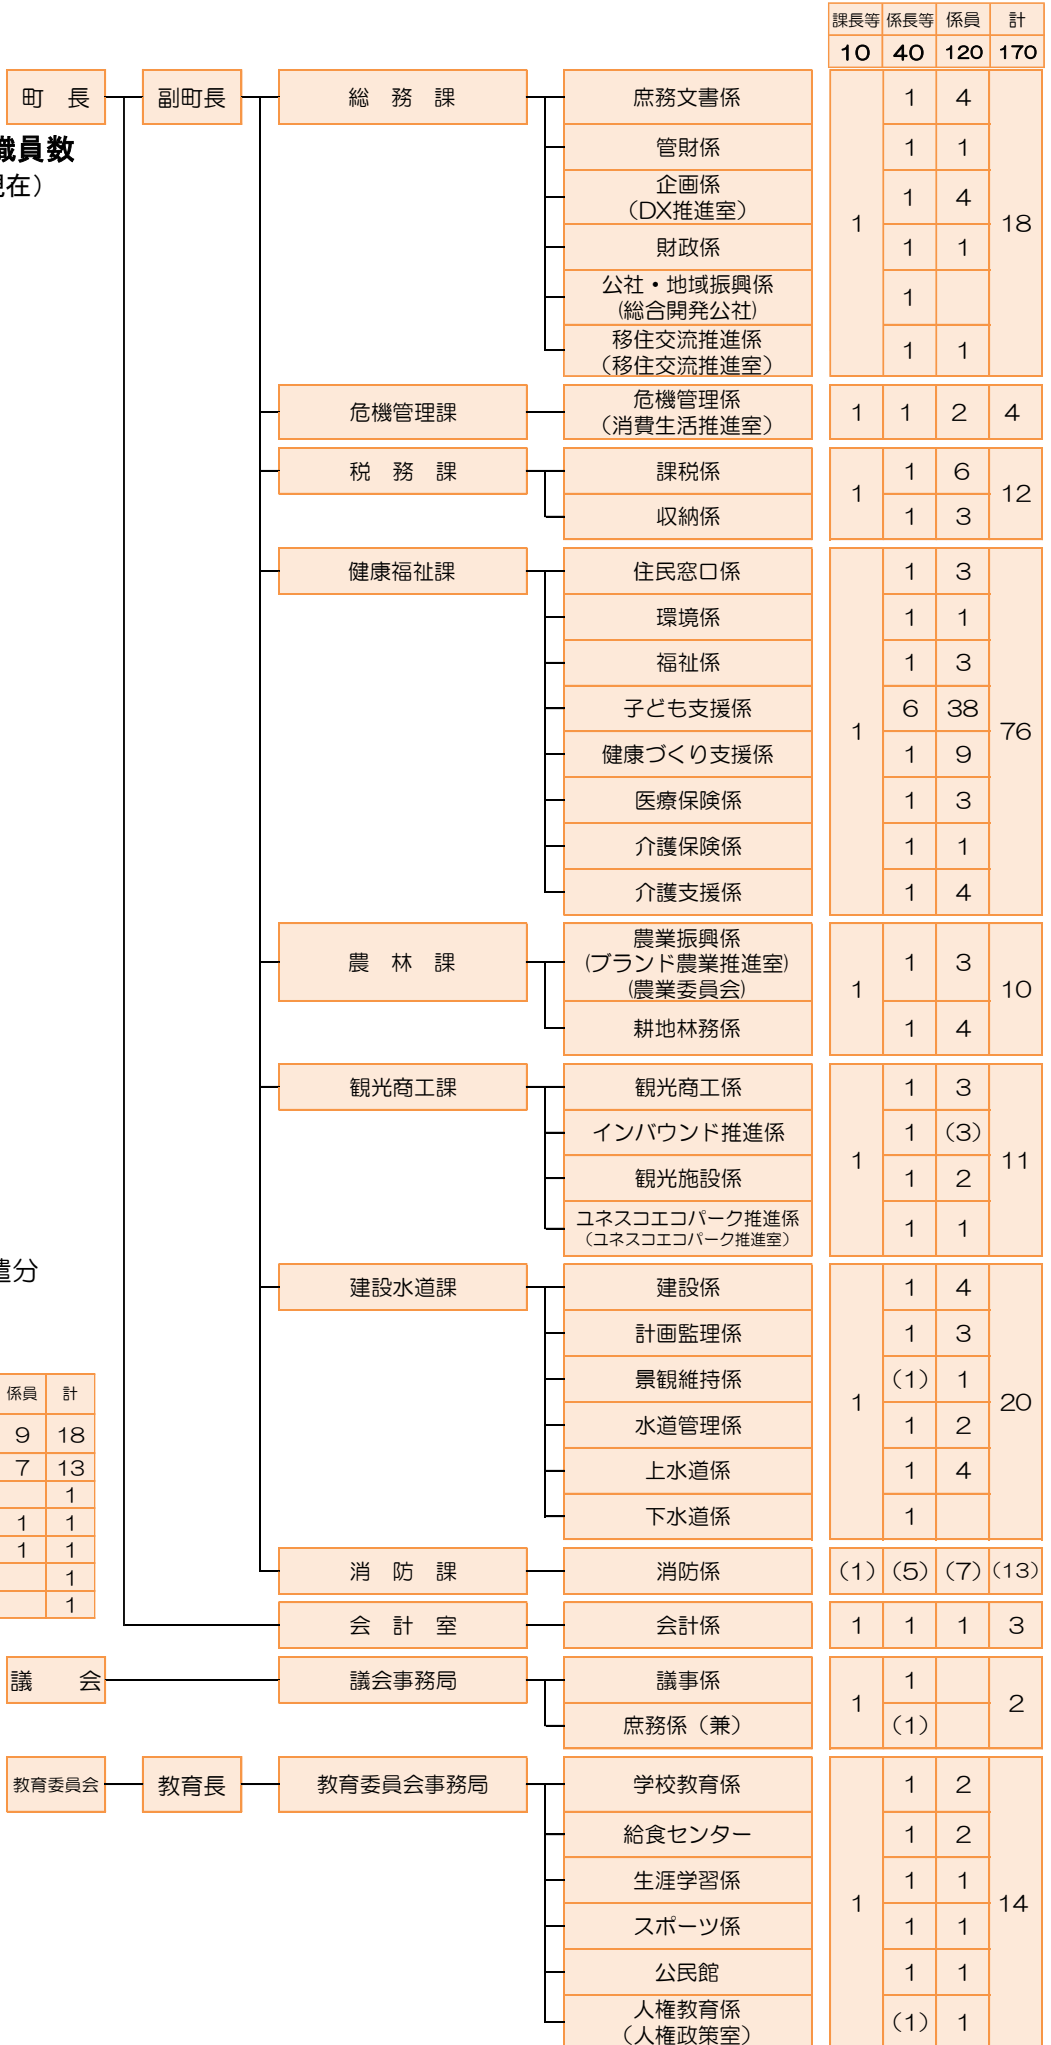 課長等 係長等 係員 計
10 40 120 170
町　長 副町長 総　務　課 庶務文書係 1 4
職員数
現在）
管財係 1 1
企画係
（DX推進室） 1 4
1 18
財政係 1 1
公社・地域振興係
(総合開発公社) 1
移住交流推進係
（移住交流推進室） 1 1
危機管理課 危機管理係
（消費生活推進室） 1 1 2 4
税　務　課 課税係 1 6
1 12
収納係 1 3
健康福祉課 住民窓口係 1 3
環境係 1 1
福祉係 1 3
子ども支援係 6 38
1 76
健康づくり支援係 1 9
医療保険係 1 3
介護保険係 1 1
介護支援係 1 4
農　林　課 農業振興係
(ブランド農業推進室)
(農業委員会) 1 3
1 10
耕地林務係 1 4
観光商工課 観光商工係 1 3
インバウンド推進係 1 (3)
1 11
観光施設係 1 2
ユネスコエコパーク推進係
（ユネスコエコパーク推進室） 1 1
遣分
建設水道課 建設係 1 4
計画監理係 1 3
景観維持係 (1) 1
1 20
水道管理係 1 2
上水道係 1 4
下水道係 1
係員 計
9 18
7 13
1
1 1
1 1
1
1
消　防　課 消防係 (1) (5) (7) (13)
会　計　室 会計係 1 1 1 3
議　　会 議会事務局 議事係 1
1 2
庶務係（兼） (1)
教育委員会 教育長 教育委員会事務局 学校教育係 1 2
給食センター 1 2
生涯学習係 1 1
1 14
スポーツ係 1 1
公民館 1 1
人権教育係
（人権政策室） (1) 1